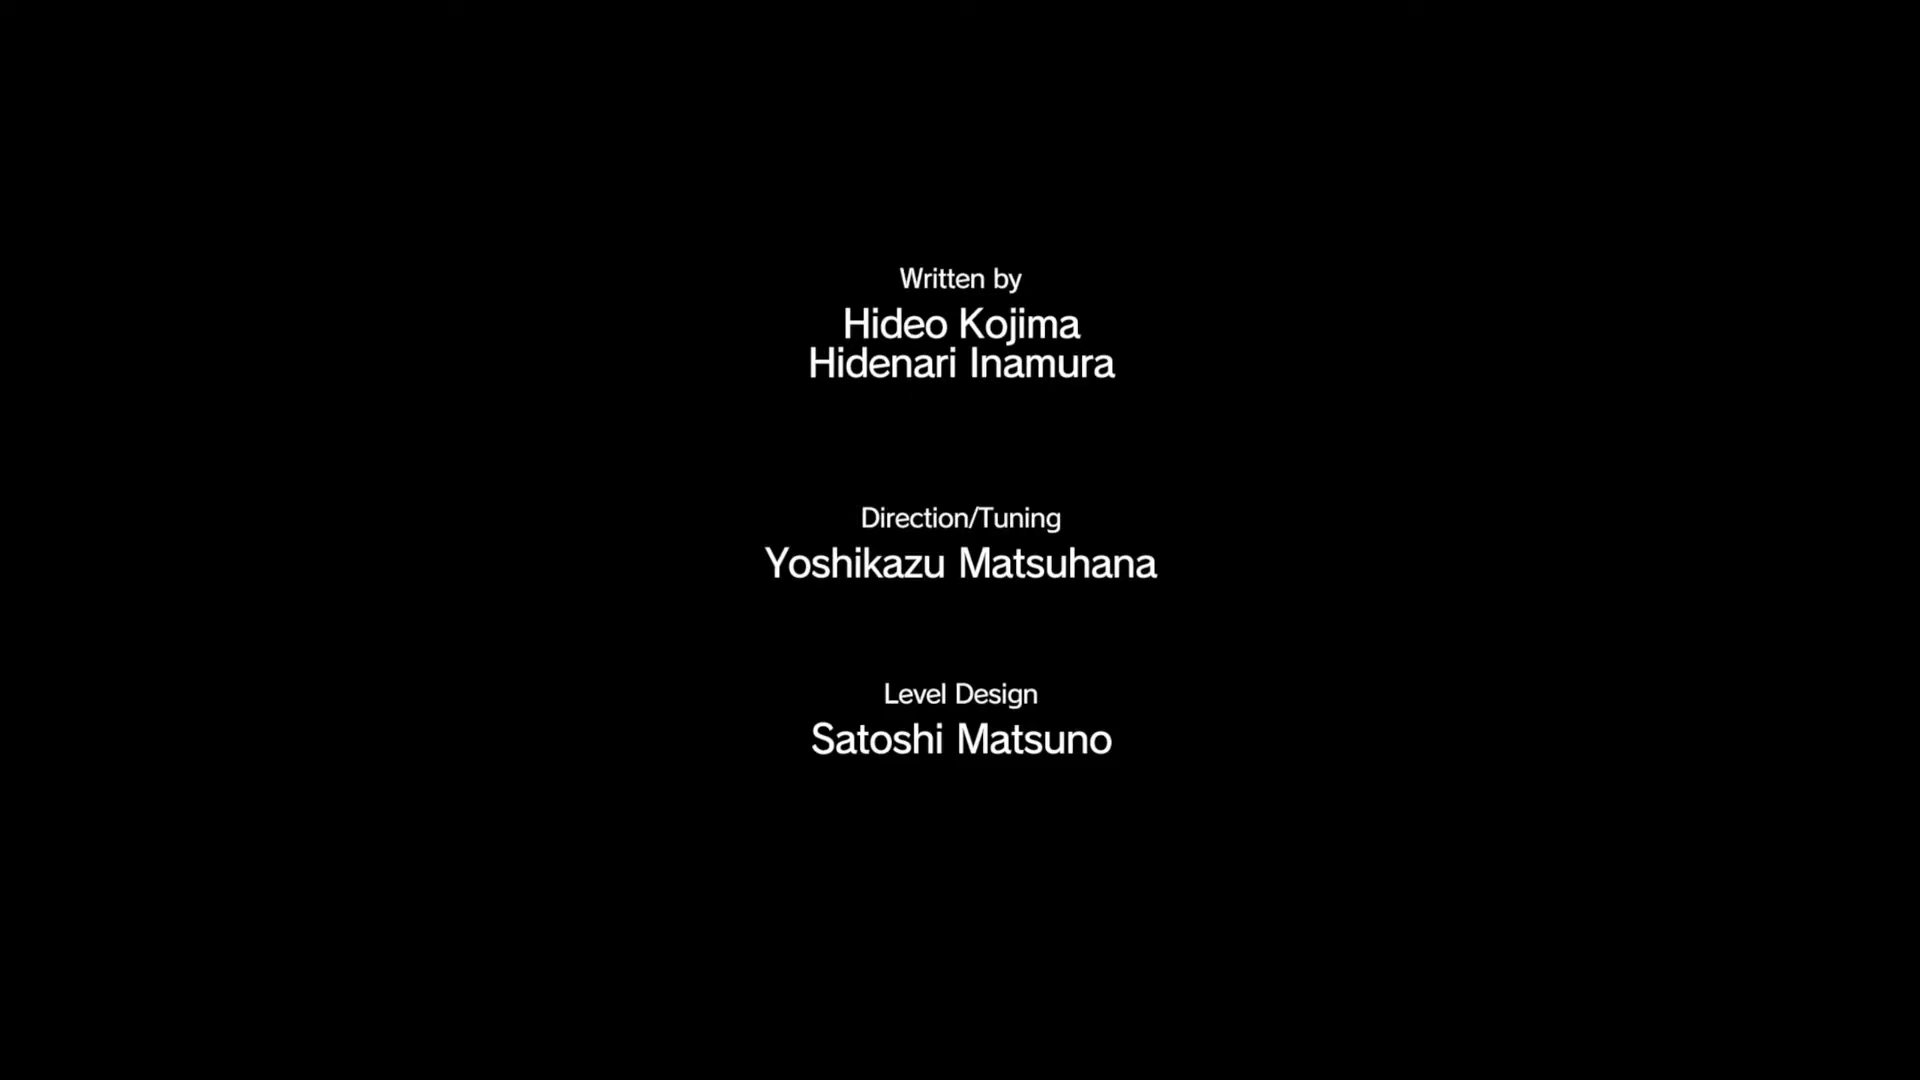 Written by
Hideo Kojima
Hidenari Inamura
Direction/Tuning
Yoshikazu Matsuhana
Level Design
Satoshi Matsuno